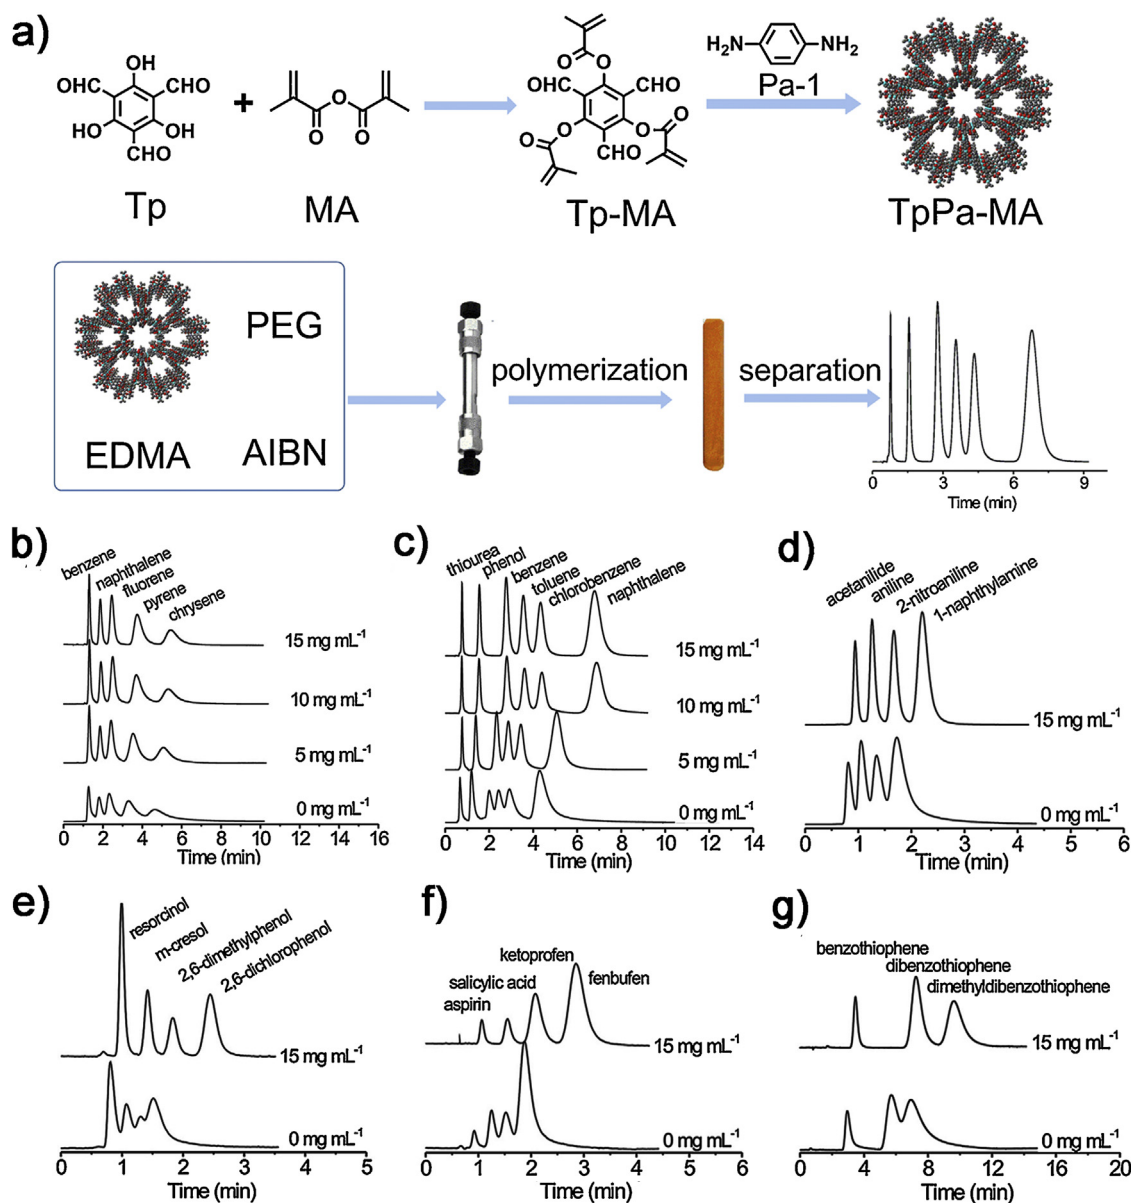 a)
OH
CHO
CHO
HO
OH
CHO
Tp
+
O
O
O
MA
O
O
CHO
CHO
O
O
O
CHO
O
Tp-MA
H₂N
NH₂
Pa-1
TpPa-MA
PEG
EDMA
AIBN
polymerization
separation
0 3 6 9
Time (min)
b)
benzene
naphthalene
fluorene
pyrene
chrysene
15 mg mL⁻¹
10 mg mL⁻¹
5 mg mL⁻¹
0 mg mL⁻¹
0 2 4 6 8 10 12 14 16
Time (min)
c)
thiourea
phenol
benzene
toluene
chlorobenzene
naphthalene
15 mg mL⁻¹
10 mg mL⁻¹
5 mg mL⁻¹
0 mg mL⁻¹
0 2 4 6 8 10 12 14
Time (min)
d)
acetanilide
aniline
2-nitroaniline
1-naphthylamine
15 mg mL⁻¹
0 mg mL⁻¹
0 1 2 3 4 5 6
Time (min)
e)
resorcinol
m-cresol
2,6-dimethylphenol
2,6-dichlorophenol
15 mg mL⁻¹
0 mg mL⁻¹
0 1 2 3 4 5
Time (min)
f)
ketoprofen
salicylic acid
fenbufen
aspirin
15 mg mL⁻¹
0 mg mL⁻¹
0 1 2 3 4 5 6
Time (min)
g)
benzothiophene
dibenzothiophene
dimethyldibenzothiophene
15 mg mL⁻¹
0 mg mL⁻¹
0 4 8 12 16 20
Time (min)